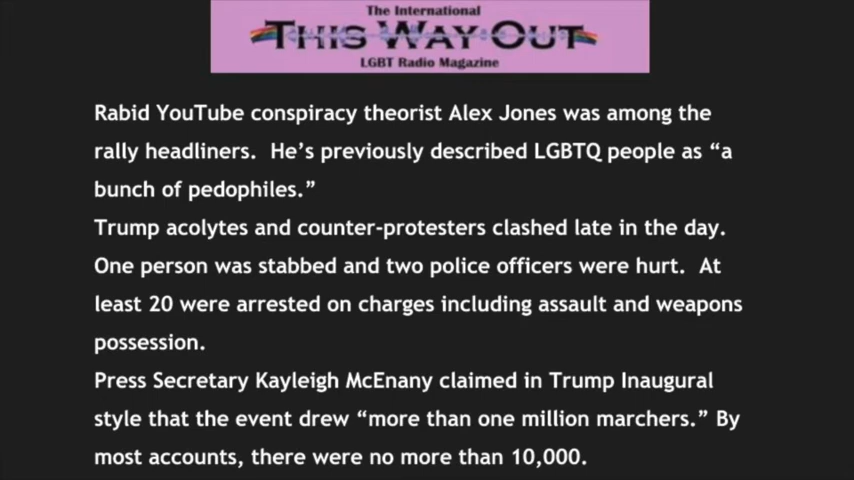 The International
THIS WAY OUT
LGBT Radio Magazine
Rabid YouTube conspiracy theorist Alex Jones was among the
rally headliners.  He’s previously described LGBTQ people as “a
bunch of pedophiles.”
Trump acolytes and counter-protesters clashed late in the day.
One person was stabbed and two police officers were hurt.  At
least 20 were arrested on charges including assault and weapons
possession.
Press Secretary Kayleigh McEnany claimed in Trump Inaugural
style that the event drew “more than one million marchers.” By
most accounts, there were no more than 10,000.